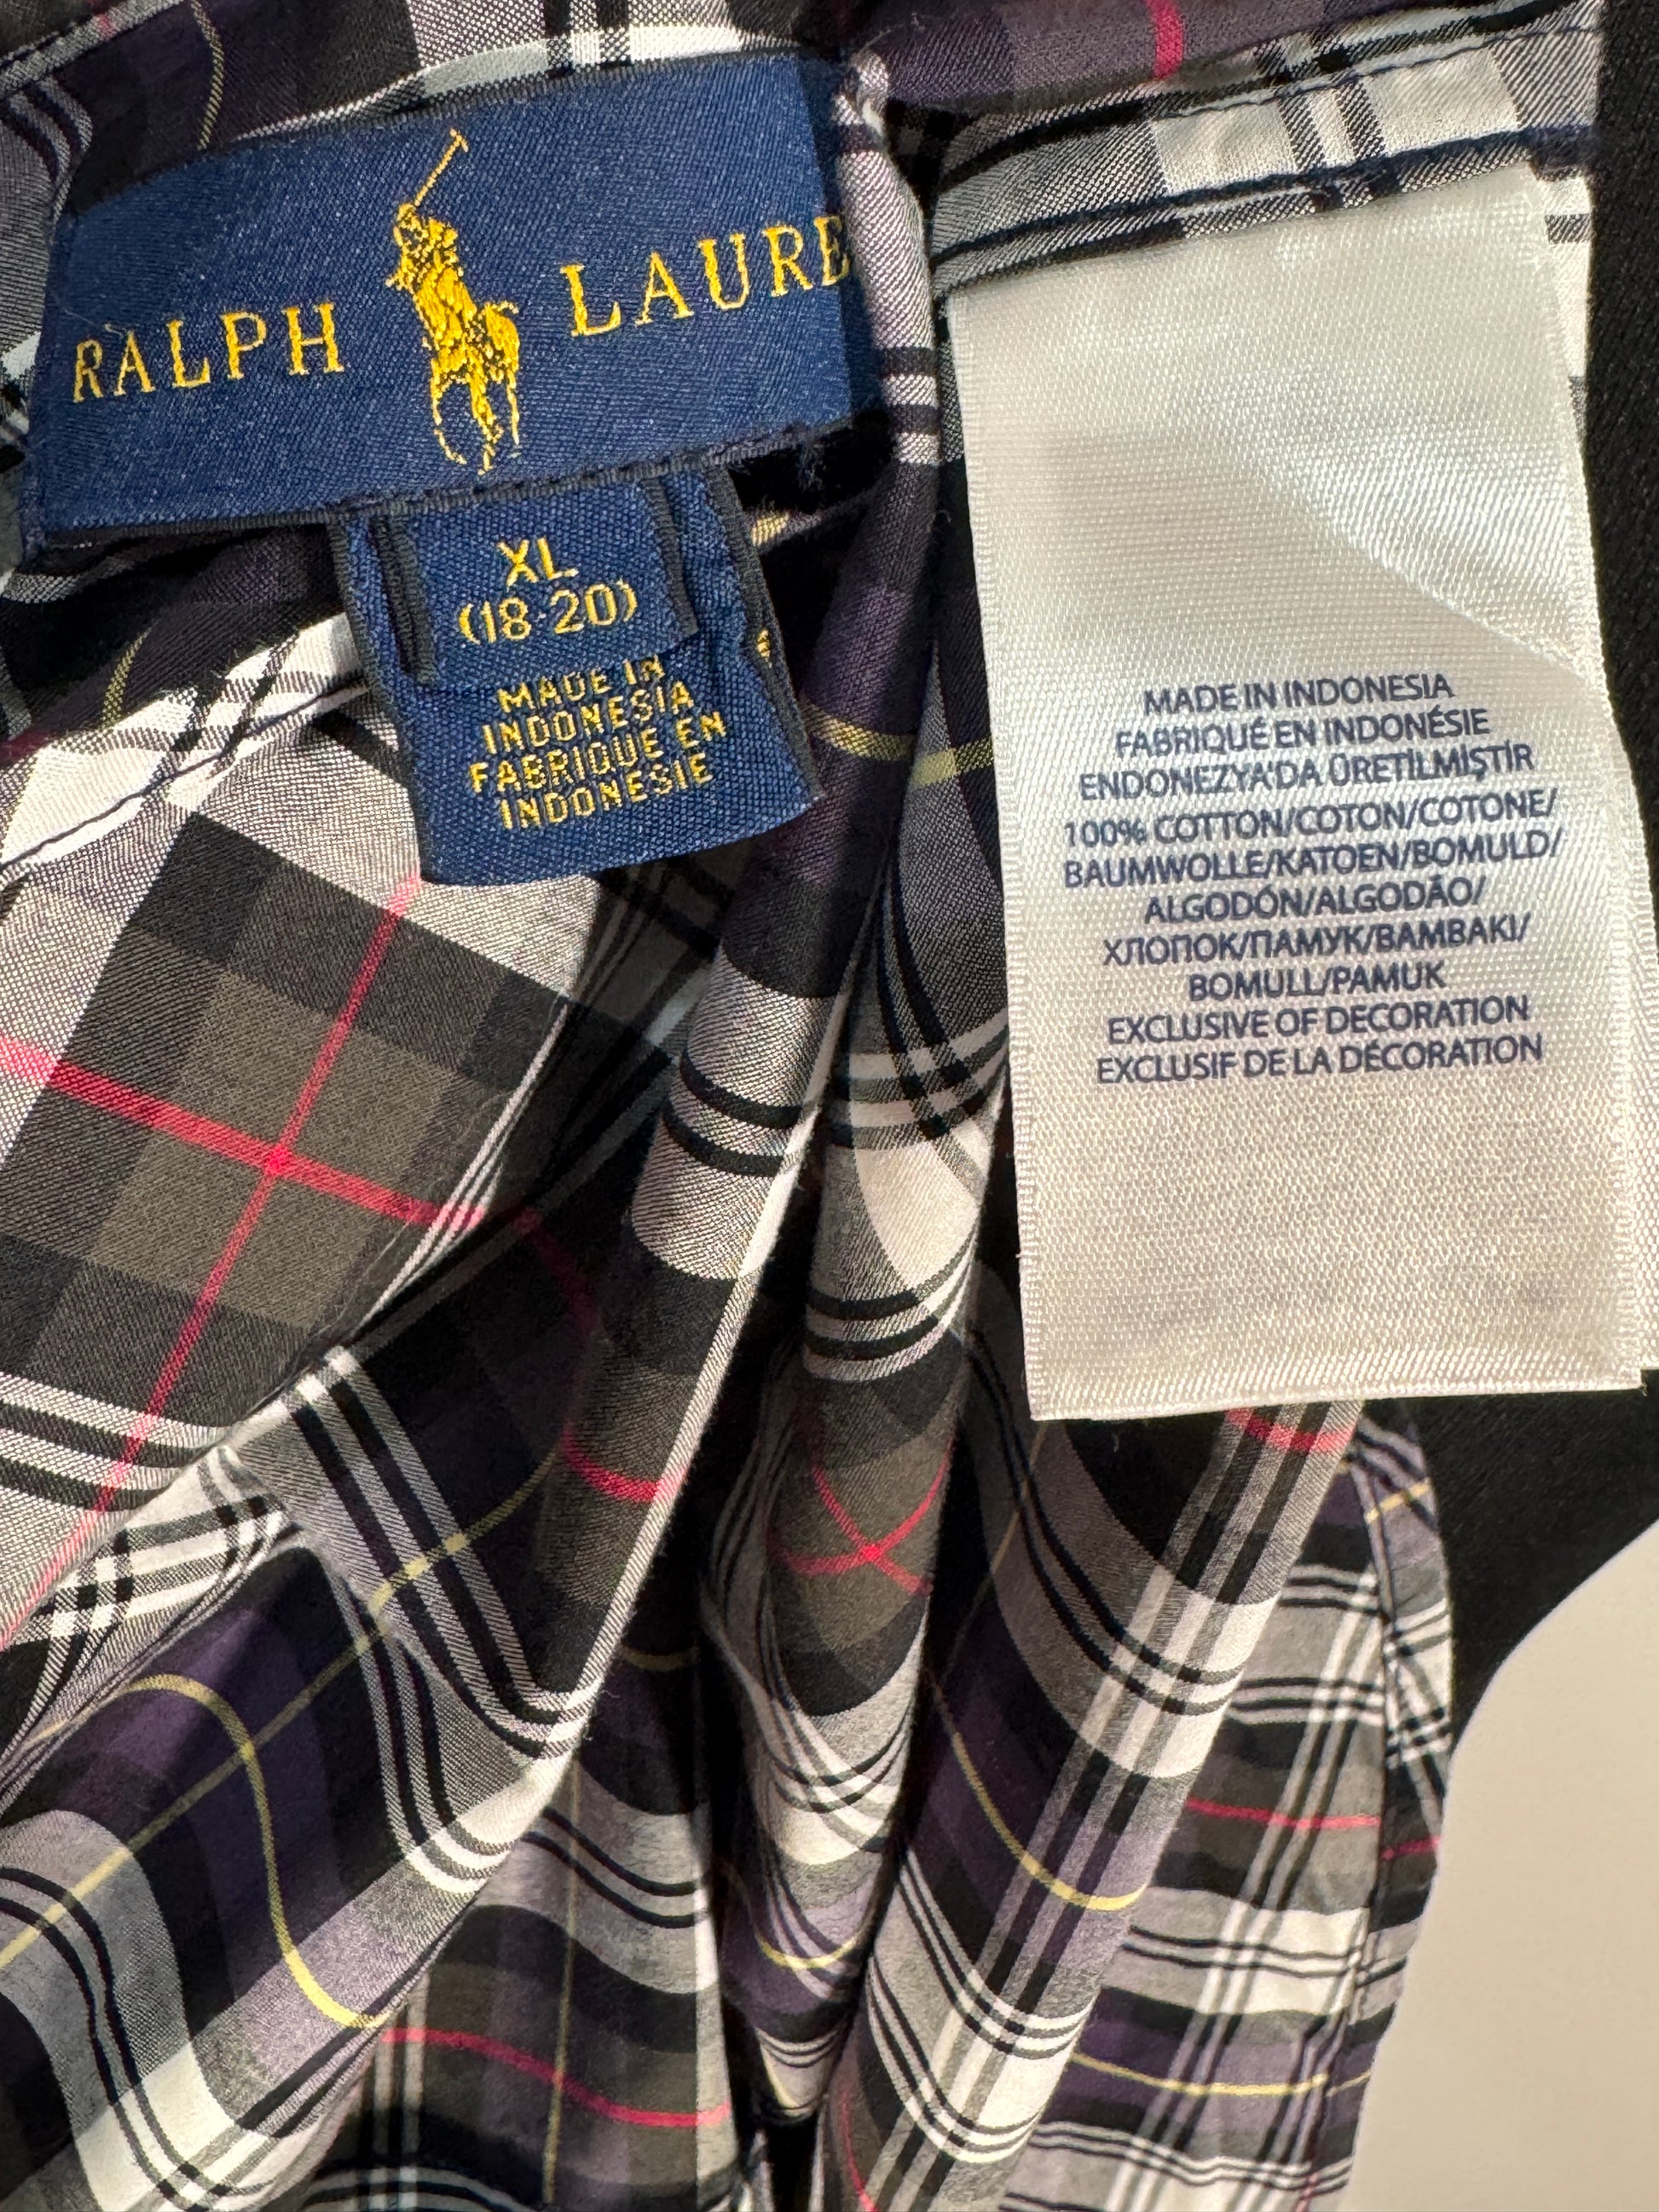 RALPH LAURE
XL
(18-20)
MADE IN
INDONESIA
FABRIQUE EN
INDONESIE
MADE IN INDONESIA
FABRIQUÉ EN INDONÉSIE
ENDONEZYA'DA ÜRETİLMİŞTİR
100% COTTON/COTON/COTONE/
BAUMWOLLE/KATOEN/BOMULD/
ALGODÓN/ALGODÃO/
ХЛОПОК/ПАМУК/BAMBAKI/
BOMULL/PAMUK
EXCLUSIVE OF DECORATION
EXCLUSIF DE LA DÉCORATION